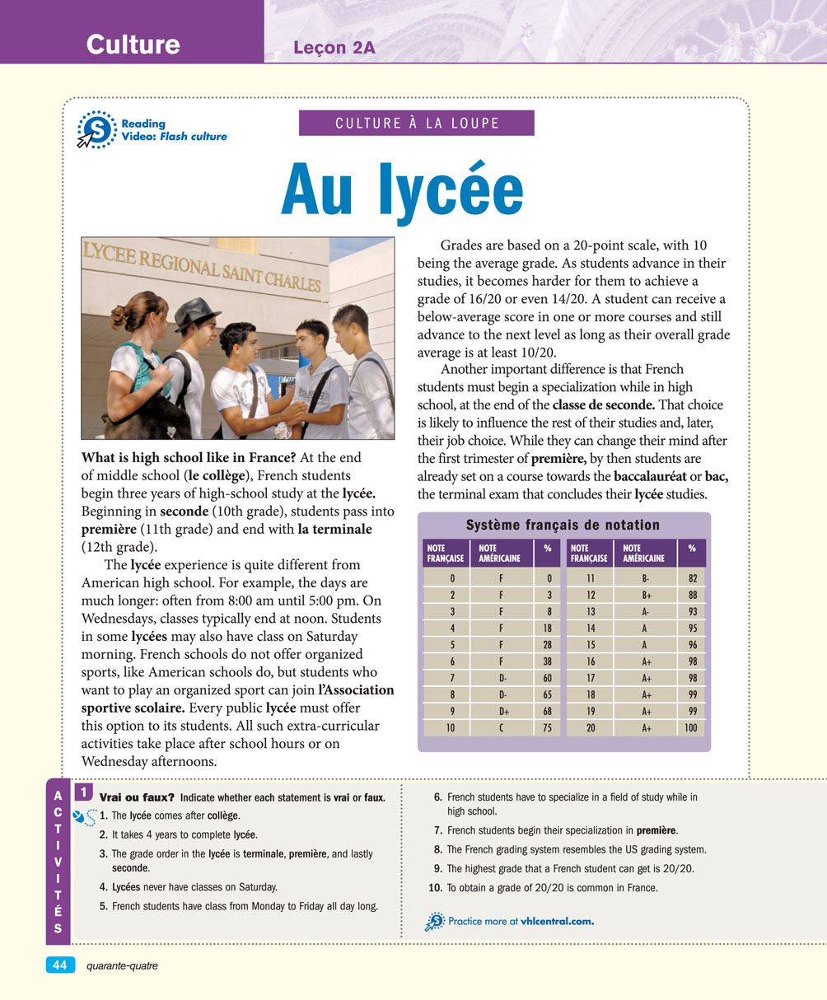 Culture
Leçon 2A
Reading
Video: Flash culture
CULTURE À LA LOUPE
Au lycée
LYCEE REGIONAL SAINT CHARLES
What is high school like in France? At the end
of middle school (le collège), French students
begin three years of high-school study at the lycée.
Beginning in seconde (10th grade), students pass into
première (11th grade) and end with la terminale
(12th grade).
The lycée experience is quite different from
American high school. For example, the days are
much longer: often from 8:00 am until 5:00 pm. On
Wednesdays, classes typically end at noon. Students
in some lycées may also have class on Saturday
morning. French schools do not offer organized
sports, like American schools do, but students who
want to play an organized sport can join l’Association
sportive scolaire. Every public lycée must offer
this option to its students. All such extra-curricular
activities take place after school hours or on
Wednesday afternoons.
Grades are based on a 20-point scale, with 10
being the average grade. As students advance in their
studies, it becomes harder for them to achieve a
grade of 16/20 or even 14/20. A student can receive a
below-average score in one or more courses and still
advance to the next level as long as their overall grade
average is at least 10/20.
Another important difference is that French
students must begin a specialization while in high
school, at the end of the classe de seconde. That choice
is likely to influence the rest of their studies and, later,
their job choice. While they can change their mind after
the first trimester of première, by then students are
already set on a course towards the baccalauréat or bac,
the terminal exam that concludes their lycée studies.
Système français de notation
NOTE FRANÇAISE NOTE AMÉRICAINE % NOTE FRANÇAISE NOTE AMÉRICAINE %
0 F 0 11 B- 82
2 F 3 12 B+ 88
3 F 8 13 A- 93
4 F 18 14 A 95
5 F 28 15 A 96
6 F 38 16 A+ 98
7 D- 60 17 A+ 98
8 D- 65 18 A+ 99
9 D+ 68 19 A+ 99
10 C 75 20 A+ 100
ACTIVITÉS
1 Vrai ou faux? Indicate whether each statement is vrai or faux.
1. The lycée comes after collège.
2. It takes 4 years to complete lycée.
3. The grade order in the lycée is terminale, première, and lastly
seconde.
4. Lycées never have classes on Saturday.
5. French students have class from Monday to Friday all day long.
6. French students have to specialize in a field of study while in
high school.
7. French students begin their specialization in première.
8. The French grading system resembles the US grading system.
9. The highest grade that a French student can get is 20/20.
10. To obtain a grade of 20/20 is common in France.
Practice more at vhlcentral.com.
44 quarante-quatre